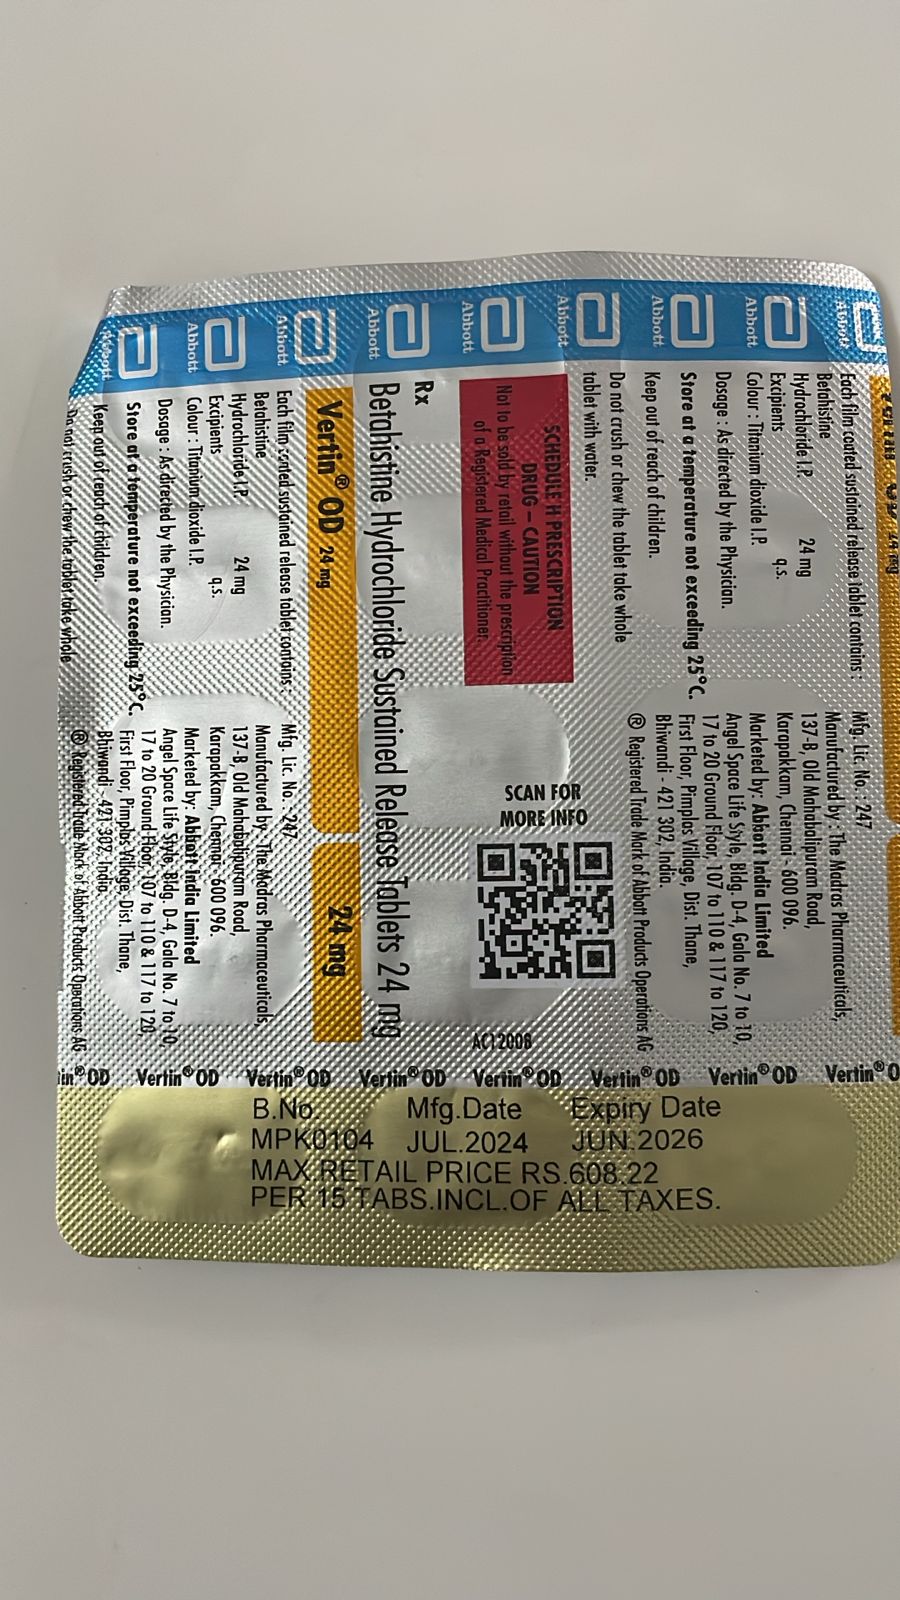 Abbott Abbott Abbott Abbott Abbott Abbott Abbott Abbott
Each film coated sustained release tablet contains :
Betahistine
Hydrochloride I.P. 24 mg
Excipients q.s.
Colour : Titanium dioxide I.P.
Dosage : As directed by the Physician.
Store at a temperature not exceeding 25°C.
Keep out of reach of children.
Do not crush or chew the tablet take whole
tablet with water.
Mfg. Lic. No. : 247
Manufactured by : The Madras Pharmaceuticals,
137-B, Old Mahabalipuram Road,
Karapakkam, Chennai - 600 096.
Marketed by: Abbott India Limited
Angel Space Life Style, Bldg. D-4, Gala No. 7 to 10,
17 to 20 Ground Floor, 107 to 110 & 117 to 120,
First Floor, Pimplas Village, Dist. Thane,
Bhiwandi - 421 302, India.
® Registered Trade Mark of Abbott Products Operations AG
SCHEDULE H PRESCRIPTION
DRUG – CAUTION
Not to be sold by retail without the prescription
of a Registered Medical Practitioner.
SCAN FOR
MORE INFO
AC12008
Rx
Betahistine Hydrochloride Sustained Release Tablets 24 mg
Vertin® OD 24 mg
24 mg
Each film coated sustained release tablet contains :
Betahistine
Hydrochloride I.P. 24 mg
Excipients q.s.
Colour : Titanium dioxide I.P.
Dosage : As directed by the Physician.
Store at a temperature not exceeding 25°C.
Keep out of reach of children.
Do not crush or chew the tablet take whole
Mfg. Lic. No. : 247
Manufactured by : The Madras Pharmaceuticals,
137-B, Old Mahabalipuram Road,
Karapakkam, Chennai - 600 096.
Marketed by: Abbott India Limited
Angel Space Life Style, Bldg. D-4, Gala No. 7 to 10,
17 to 20 Ground Floor, 107 to 110 & 117 to 120,
First Floor, Pimplas Village, Dist. Thane,
Bhiwandi - 421 302, India.
® Registered Trade Mark of Abbott Products Operations AG
OD Vertin® OD Vertin® OD Vertin® OD Vertin® OD Vertin® OD Vertin® OD Vertin®
B.No. Mfg.Date Expiry Date
MPK0104 JUL.2024 JUN.2026
MAX.RETAIL PRICE RS.608.22
PER 15 TABS.INCL.OF ALL TAXES.